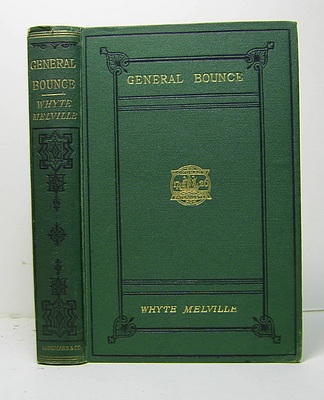 GENERAL
BOUNCE
WHYTE
MELVILLE
LONGMANS & CO.
GENERAL BOUNCE
WHYTE MELVILLE